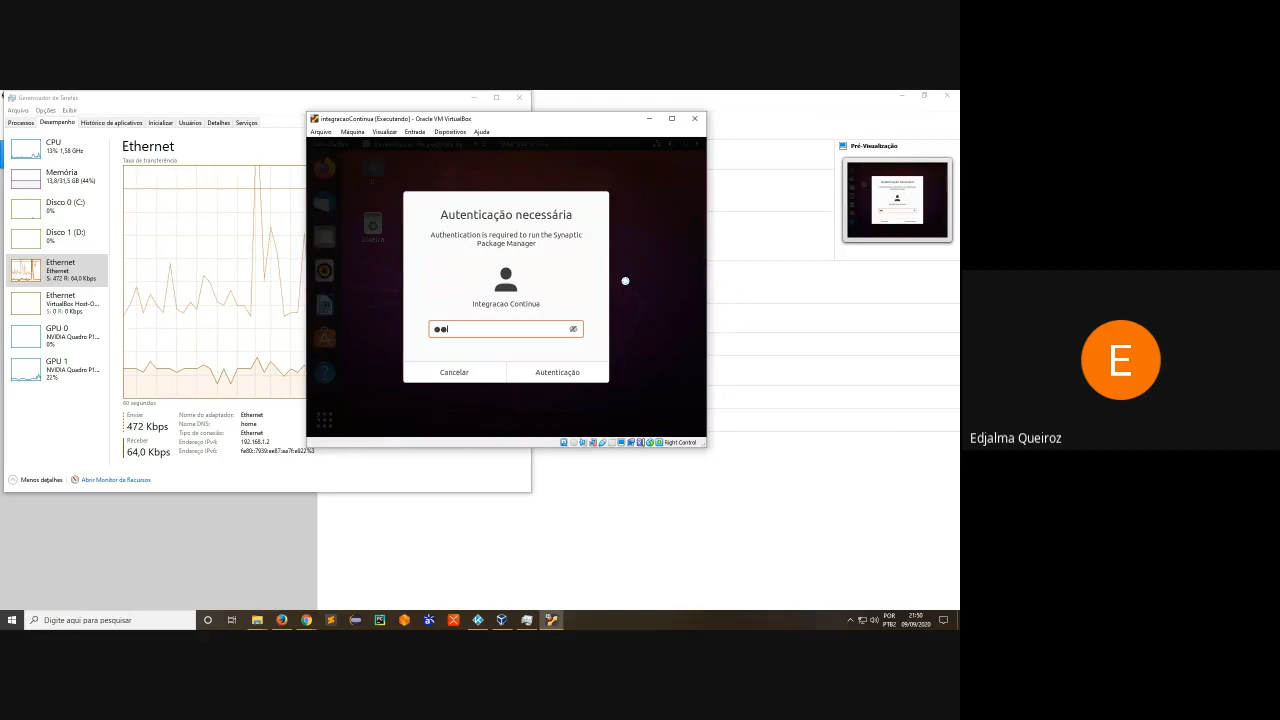 Gerenciador de Tarefas
Arquivo Opções Exibir
Processos Desempenho Histórico de aplicativos Inicializar Usuários Detalhes Serviços
CPU
13% 1,58 GHz
Memória
13,8/31,5 GB (44%)
Disco 0 (C:)
0%
Disco 1 (D:)
0%
Ethernet
Ethernet
S: 472 R: 64,0 Kbps
Ethernet
VirtualBox Host-O...
S: 0 R: 0 Kbps
GPU 0
NVIDIA Quadro P1...
0%
GPU 1
NVIDIA Quadro P1...
22%
Ethernet
Taxa de transferência
60 segundos
Enviar
472 Kbps
Receber
64,0 Kbps
Nome do adaptador: Ethernet
Nome DNS: home
Tipo de conexão: Ethernet
Endereço IPv4: 192.168.1.2
Endereço IPv6:
Menos detalhes Abrir Monitor de Recursos
integracaoContinua [Executando] - Oracle VM VirtualBox
Arquivo Máquina Visualizar Entrada Dispositivos Ajuda
Lixeira
Autenticação necessária
Authentication is required to run the Synaptic
Package Manager
Integracao Continua
Cancelar Autenticação
Right Control
Pré-Visualização
Digite aqui para pesquisar
POR
PTB2
21:50
09/09/2020
E
Edjalma Queiroz